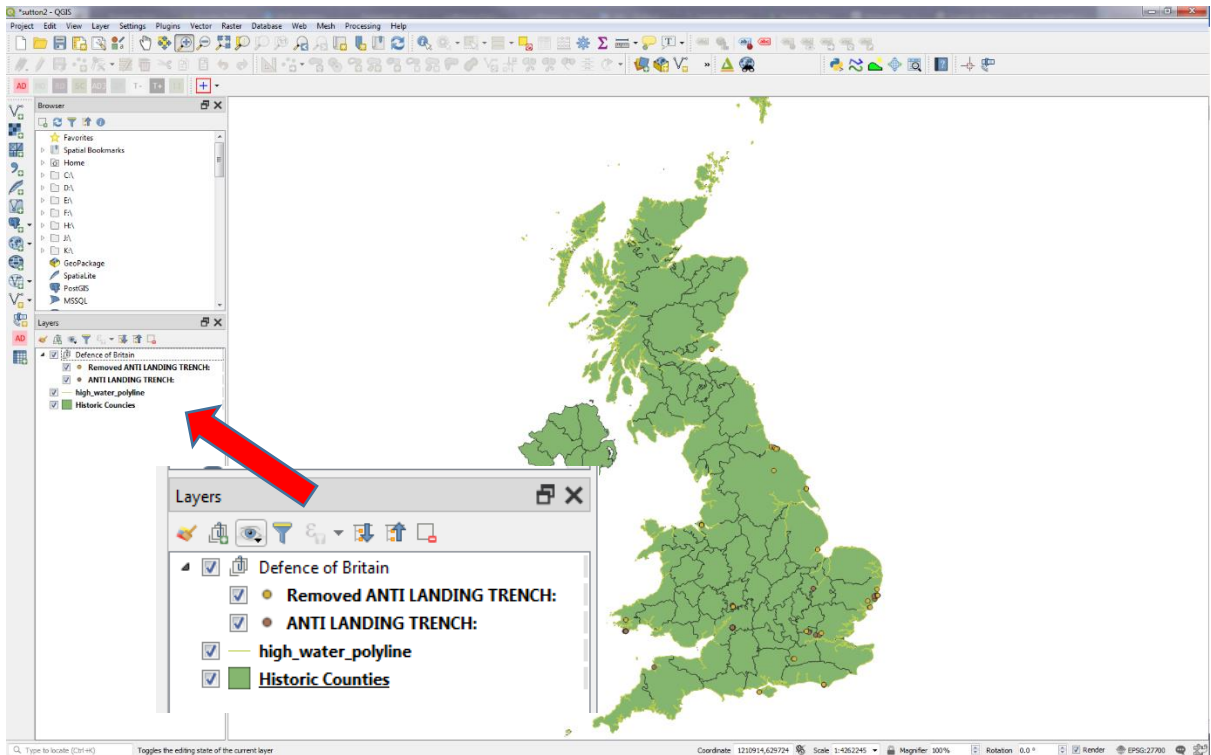 *sutton2 - QGIS
Project Edit View Layer Settings Plugins Vector Raster Database Web Mesh Processing Help
AD
Browser
Favorites
Spatial Bookmarks
Home
C:\
D:\
E:\
F:\
H:\
J:\
K:\
GeoPackage
SpatiaLite
PostGIS
MSSQL
Layers
AD
Defence of Britain
Removed ANTI LANDING TRENCH:
ANTI LANDING TRENCH:
high_water_polyline
Historic Councies
Layers
Defence of Britain
Removed ANTI LANDING TRENCH:
ANTI LANDING TRENCH:
high_water_polyline
Historic Counties
Type to locate (Ctrl+K) Toggles the editing state of the current layer Coordinate 1210914,629724 Scale 1:4262245 Magnifier 100% Rotation 0.0 ° Render EPSG:27700